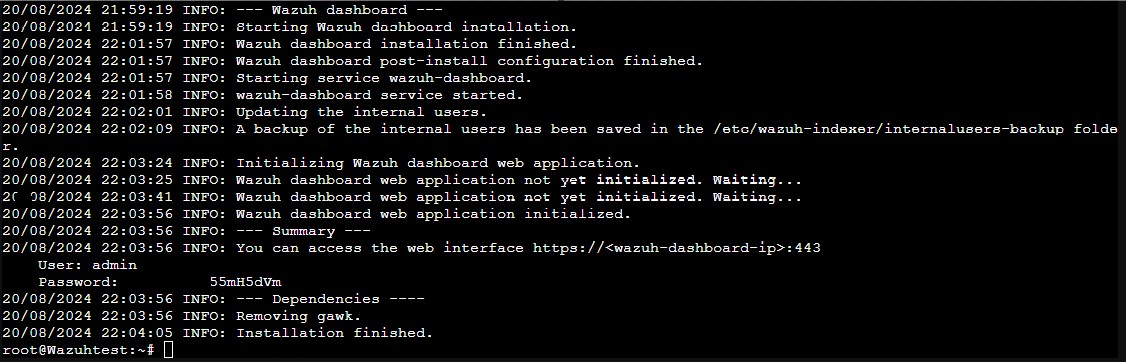 20/08/2024 21:59:19 INFO: --- Wazuh dashboard ---
20/08/2024 21:59:19 INFO: Starting Wazuh dashboard installation.
20/08/2024 22:01:57 INFO: Wazuh dashboard installation finished.
20/08/2024 22:01:57 INFO: Wazuh dashboard post-install configuration finished.
20/08/2024 22:01:57 INFO: Starting service wazuh-dashboard.
20/08/2024 22:01:58 INFO: wazuh-dashboard service started.
20/08/2024 22:02:01 INFO: Updating the internal users.
20/08/2024 22:02:09 INFO: A backup of the internal users has been saved in the /etc/wazuh-indexer/internalusers-backup folde
r.
20/08/2024 22:03:24 INFO: Initializing Wazuh dashboard web application.
20/08/2024 22:03:25 INFO: Wazuh dashboard web application not yet initialized. Waiting...
20/08/2024 22:03:41 INFO: Wazuh dashboard web application not yet initialized. Waiting...
20/08/2024 22:03:56 INFO: Wazuh dashboard web application initialized.
20/08/2024 22:03:56 INFO: --- Summary ---
20/08/2024 22:03:56 INFO: You can access the web interface https://<wazuh-dashboard-ip>:443
User: admin
Password: 55mH5dVm
20/08/2024 22:03:56 INFO: --- Dependencies ----
20/08/2024 22:03:56 INFO: Removing gawk.
20/08/2024 22:04:05 INFO: Installation finished.
root@Wazuhtest:~#